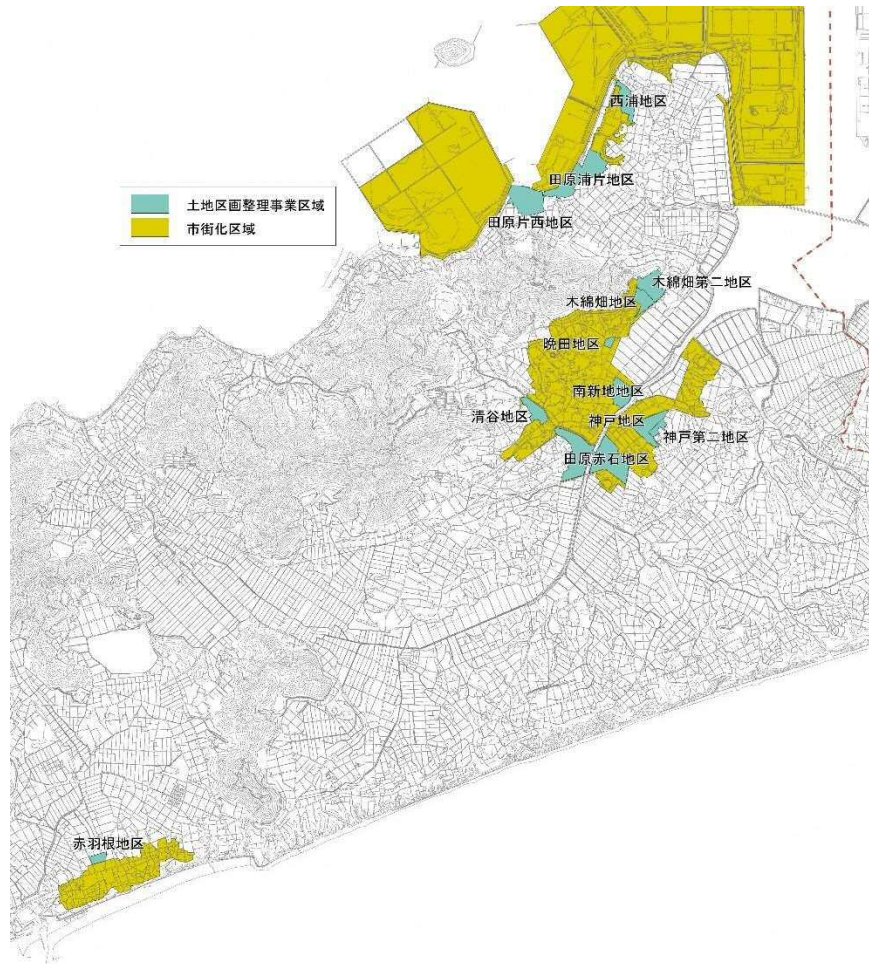 西浦地区
田原浦片地区
土地区画整理事業区域
市街化区域
田原片西地区
木綿畑第二地区
木綿畑地区
晩田地区
南新地地区
清谷地区
神戸地区
神戸第二地区
田原赤石地区
赤羽根地区